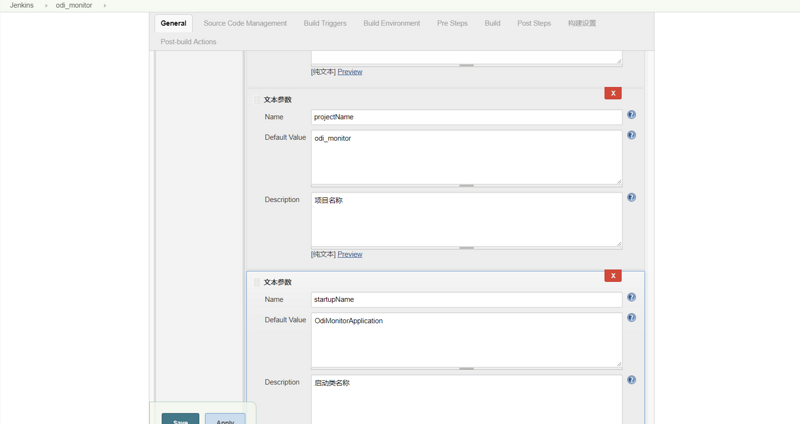 Jenkins › odi_monitor ›
General Source Code Management Build Triggers Build Environment Pre Steps Build Post Steps 构建设置
Post-build Actions
[纯文本] Preview
文本参数 X
Name projectName
Default Value odi_monitor
Description 项目名称
[纯文本] Preview
文本参数 X
Name startupName
Default Value OdiMonitorApplication
Description 启动类名称
Save Apply